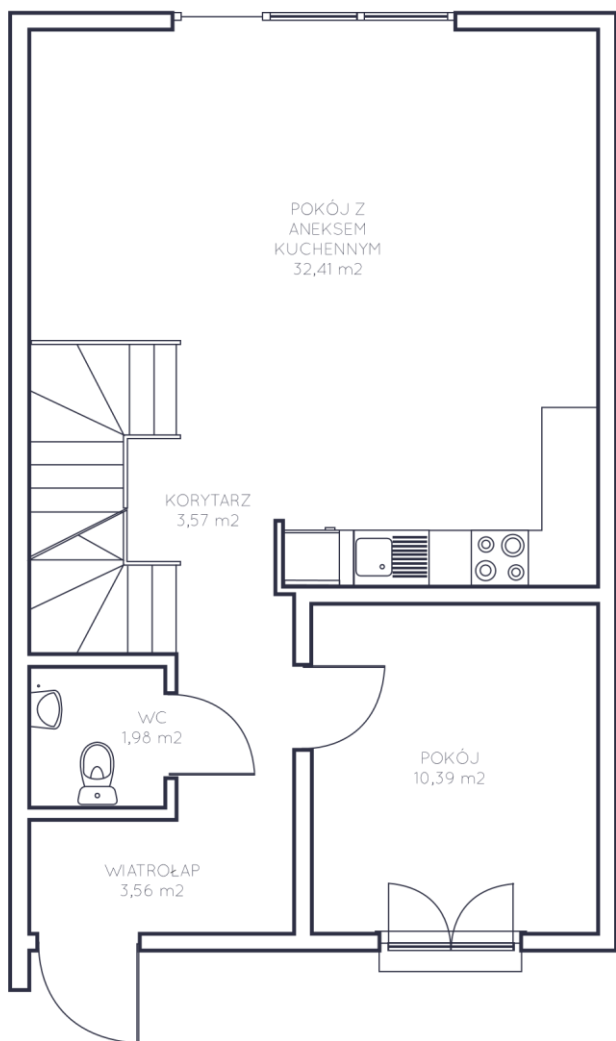 POKÓJ Z
ANEKSEM
KUCHENNYM
32,41 m2
KORYTARZ
3,57 m2
WC
1,98 m2
POKÓJ
10,39 m2
WIATROŁAP
3,56 m2